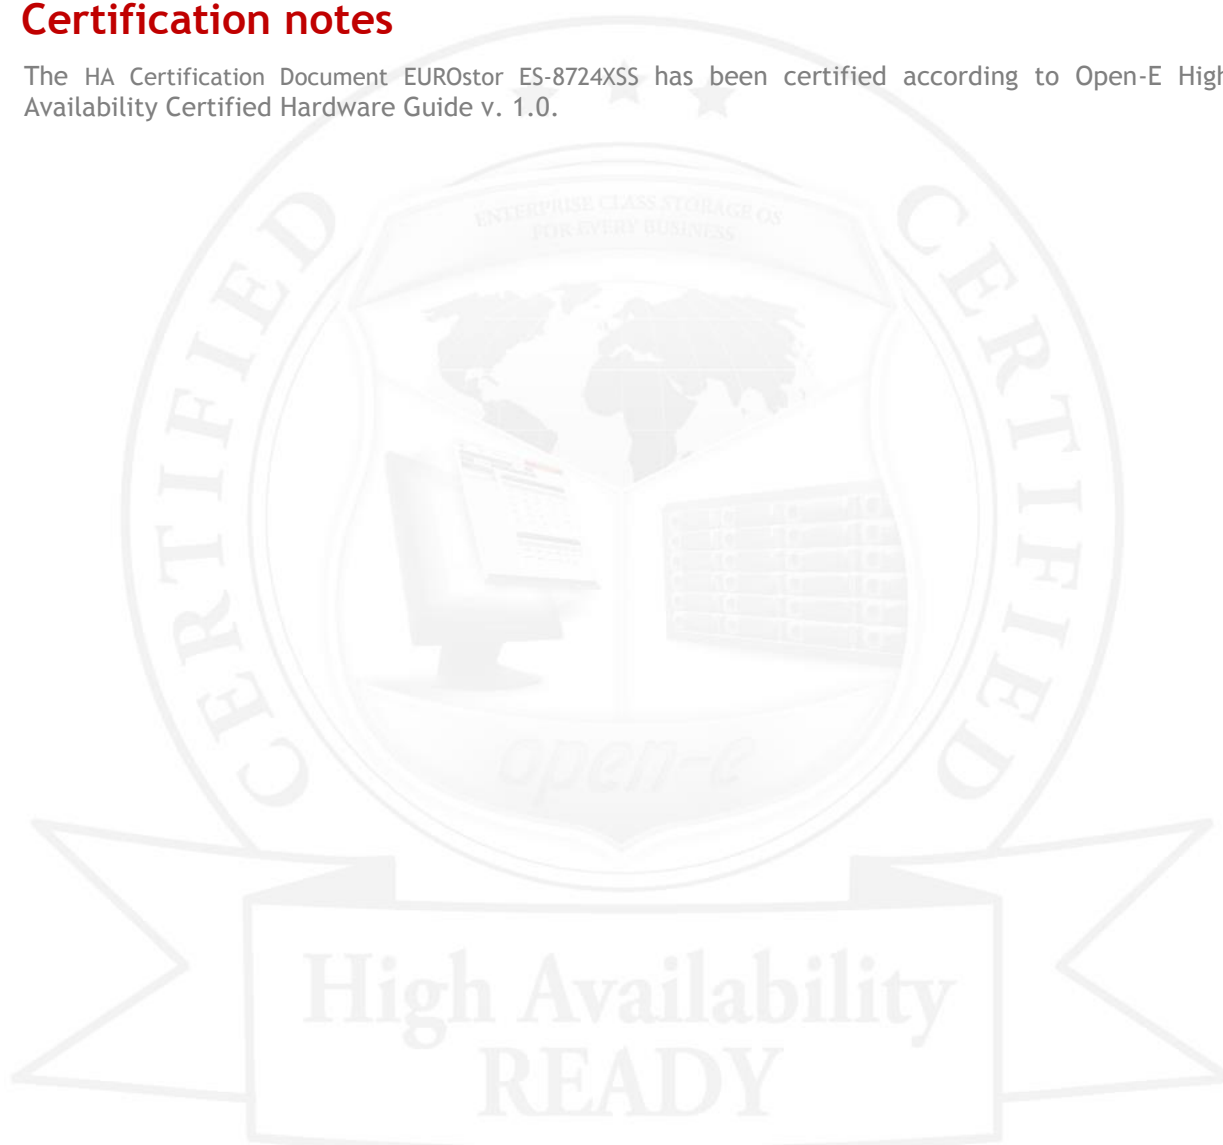 Certification notes
The HA Certification Document EUROstor ES-8724XSS has been certified according to Open-E High
Availability Certified Hardware Guide v. 1.0.
ENTERPRISE CLASS STORAGE OS
FOR EVERY BUSINESS
CERTIFIED
CERTIFIED
open-e
High Availability
READY